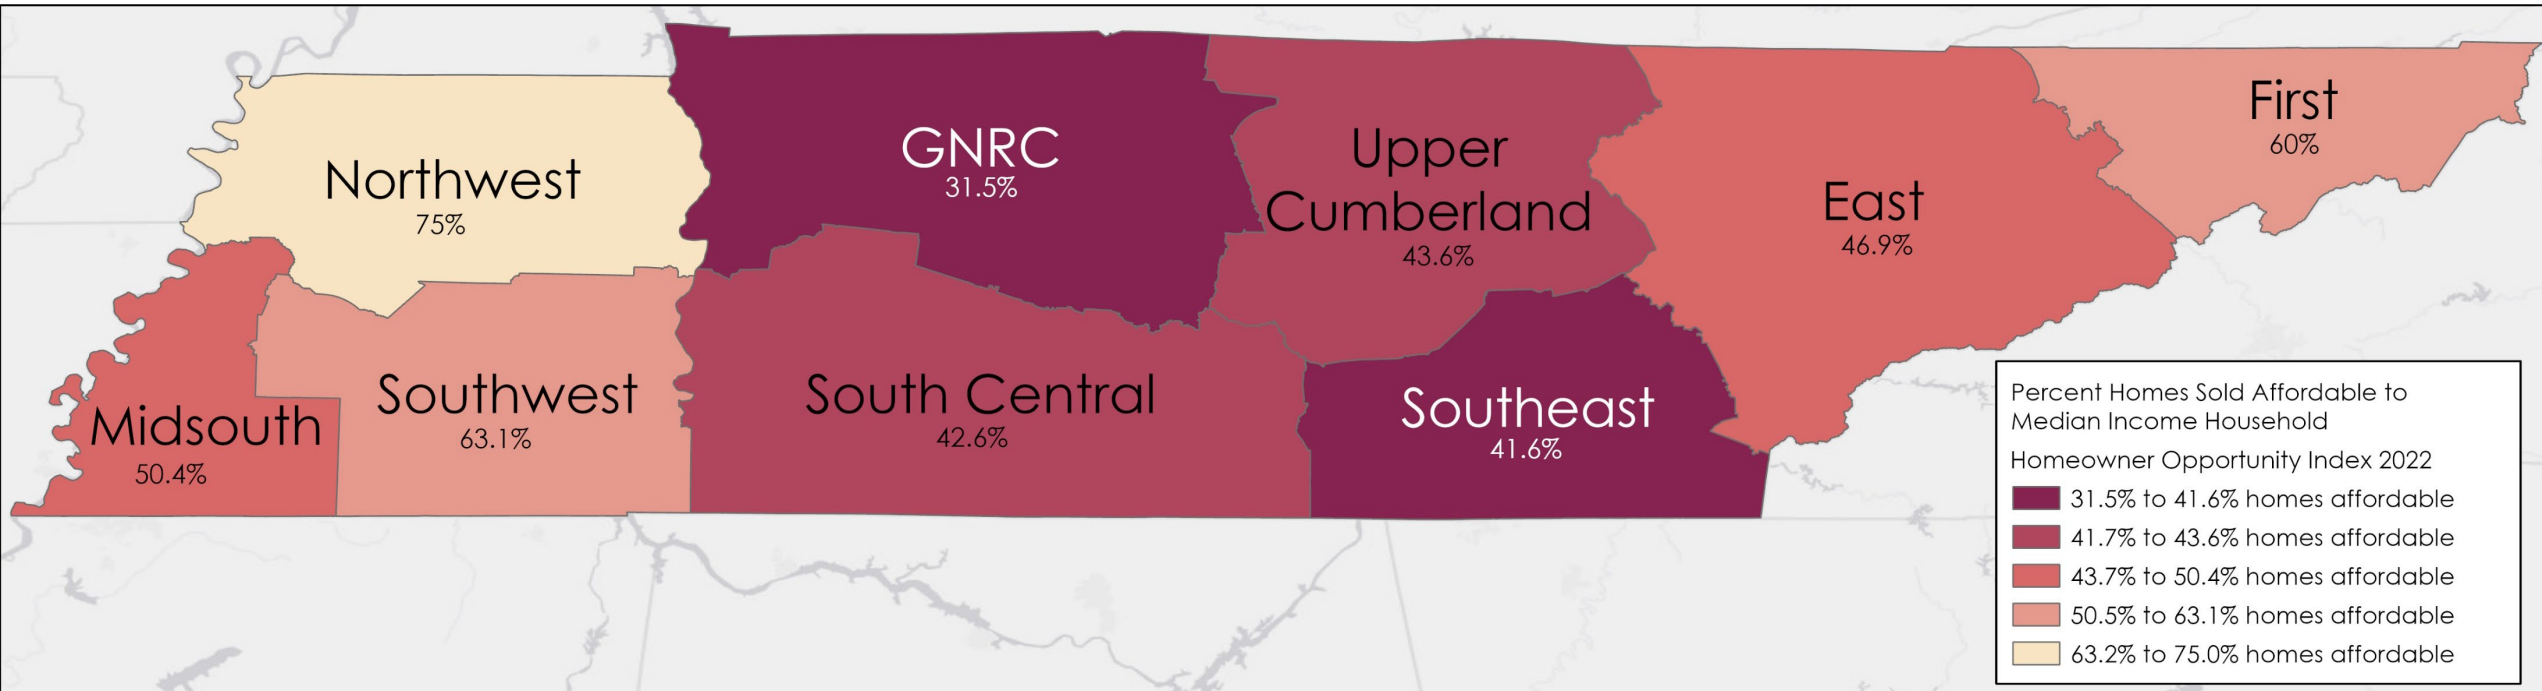 Northwest
75%
GNRC
31.5%
Upper
Cumberland
43.6%
East
46.9%
First
60%
Midsouth
50.4%
Southwest
63.1%
South Central
42.6%
Southeast
41.6%
Percent Homes Sold Affordable to
Median Income Household
Homeowner Opportunity Index 2022
31.5% to 41.6% homes affordable
41.7% to 43.6% homes affordable
43.7% to 50.4% homes affordable
50.5% to 63.1% homes affordable
63.2% to 75.0% homes affordable